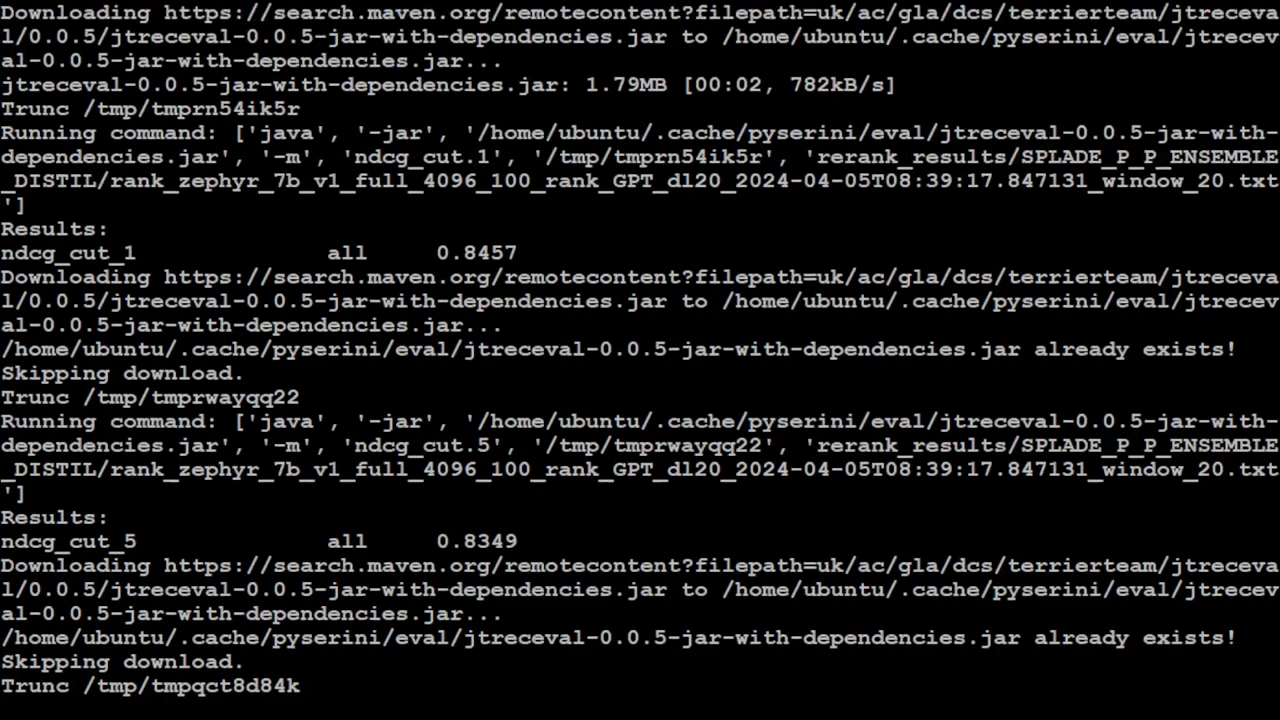 Downloading https://search.maven.org/remotecontent?filepath=uk/ac/gla/dcs/terrierteam/jtreceva
l/0.0.5/jtreceval-0.0.5-jar-with-dependencies.jar to /home/ubuntu/.cache/pyserini/eval/jtrecev
al-0.0.5-jar-with-dependencies.jar...
jtreceval-0.0.5-jar-with-dependencies.jar: 1.79MB [00:02, 782kB/s]
Trunc /tmp/tmprn54ik5r
Running command: ['java', '-jar', '/home/ubuntu/.cache/pyserini/eval/jtreceval-0.0.5-jar-with-
dependencies.jar', '-m', 'ndcg_cut.1', '/tmp/tmprn54ik5r', 'rerank_results/SPLADE_P_P_ENSEMBLE
_DISTIL/rank_zephyr_7b_v1_full_4096_100_rank_GPT_dl20_2024-04-05T08:39:17.847131_window_20.txt
']
Results:
ndcg_cut_1              all     0.8457
Downloading https://search.maven.org/remotecontent?filepath=uk/ac/gla/dcs/terrierteam/jtreceva
l/0.0.5/jtreceval-0.0.5-jar-with-dependencies.jar to /home/ubuntu/.cache/pyserini/eval/jtrecev
al-0.0.5-jar-with-dependencies.jar...
/home/ubuntu/.cache/pyserini/eval/jtreceval-0.0.5-jar-with-dependencies.jar already exists!
Skipping download.
Trunc /tmp/tmprwayqq22
Running command: ['java', '-jar', '/home/ubuntu/.cache/pyserini/eval/jtreceval-0.0.5-jar-with-
dependencies.jar', '-m', 'ndcg_cut.5', '/tmp/tmprwayqq22', 'rerank_results/SPLADE_P_P_ENSEMBLE
_DISTIL/rank_zephyr_7b_v1_full_4096_100_rank_GPT_dl20_2024-04-05T08:39:17.847131_window_20.txt
']
Results:
ndcg_cut_5              all     0.8349
Downloading https://search.maven.org/remotecontent?filepath=uk/ac/gla/dcs/terrierteam/jtreceva
l/0.0.5/jtreceval-0.0.5-jar-with-dependencies.jar to /home/ubuntu/.cache/pyserini/eval/jtrecev
al-0.0.5-jar-with-dependencies.jar...
/home/ubuntu/.cache/pyserini/eval/jtreceval-0.0.5-jar-with-dependencies.jar already exists!
Skipping download.
Trunc /tmp/tmpqct8d84k